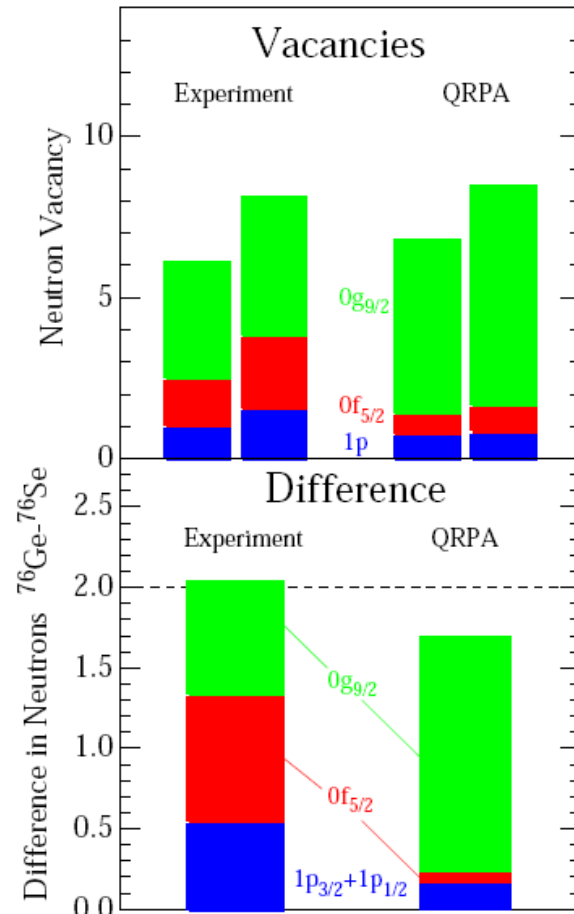 Vacancies
Experiment QRPA
Neutron Vacancy
10
5
0
0g9/2
0f5/2
1p
Difference
Experiment QRPA
Difference in Neutrons ⁷⁶Ge-⁷⁶Se
2.5
2.0
1.5
1.0
0.5
0.0
0g9/2
0f5/2
1p3/2+1p1/2